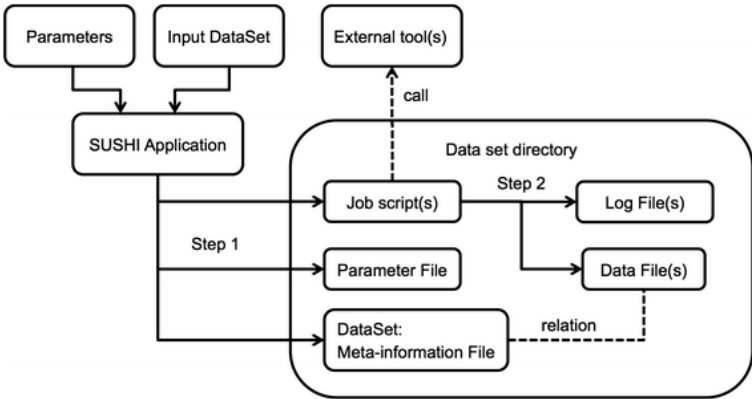 Parameters
Input DataSet
External tool(s)
call
SUSHI Application
Data set directory
Step 2
Job script(s)
Log File(s)
Step 1
Parameter File
Data File(s)
DataSet:
Meta-information File
relation